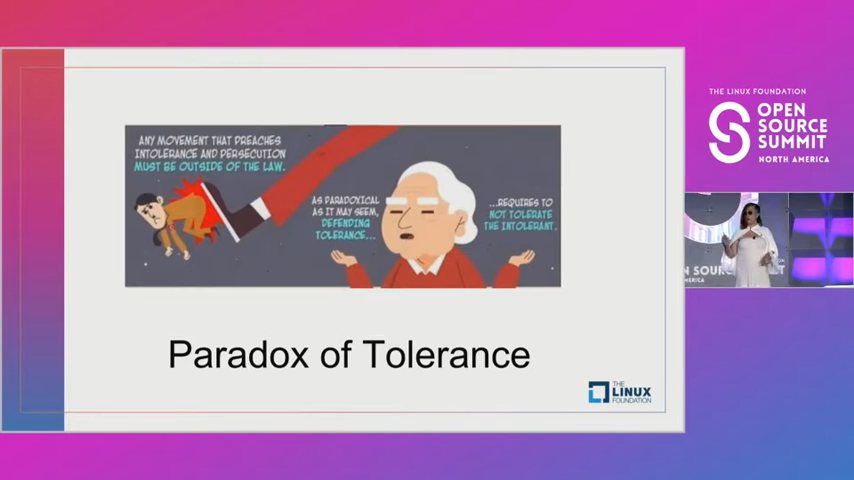 ANY MOVEMENT THAT PREACHES
INTOLERANCE AND PERSECUTION
MUST BE OUTSIDE OF THE LAW.
AS PARADOXICAL
AS IT MAY SEEM,
DEFENDING
TOLERANCE...
...REQUIRES TO
NOT TOLERATE
THE INTOLERANT.
Paradox of Tolerance
THE
LINUX
FOUNDATION
THE LINUX FOUNDATION
OPEN
SOURCE
SUMMIT
NORTH AMERICA
N SOUR
ERICA